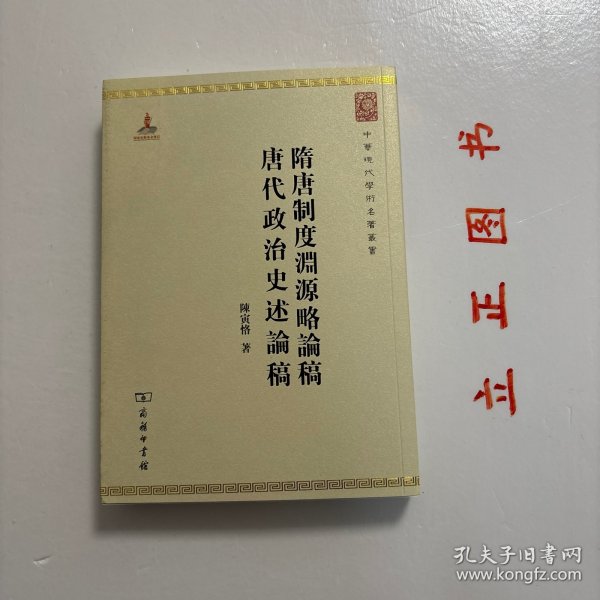 中華現代學術名著叢書
隋唐制度淵源略論稿
唐代政治史述論稿
陳寅恪 著
商務印書館
立正图书
孔夫子旧书网
www.kongfz.com